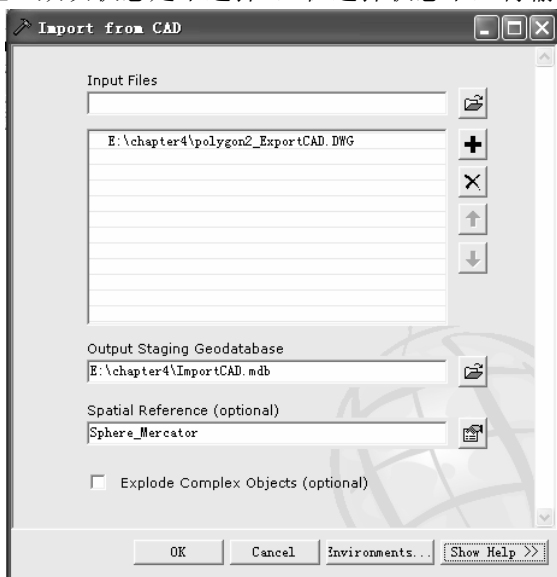 Import from CAD
Input Files
E:\chapter4\polygon2_ExportCAD.DWG
Output Staging Geodatabase
E:\chapter4\ImportCAD.mdb
Spatial Reference (optional)
Sphere_Mercator
Explode Complex Objects (optional)
OK Cancel Environments... Show Help >>